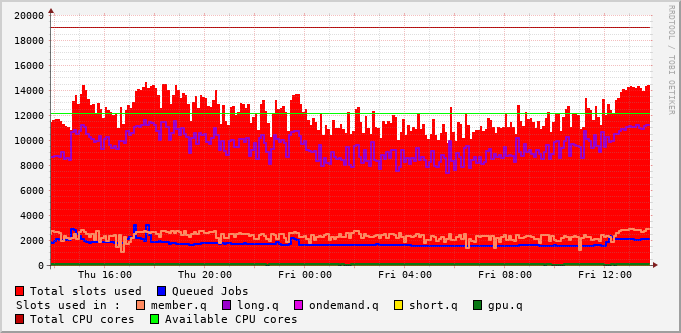 20000
18000
16000
14000
12000
10000
8000
6000
4000
2000
0
Thu 16:00 Thu 20:00 Fri 00:00 Fri 04:00 Fri 08:00 Fri 12:00
Total slots used Queued Jobs
Slots used in : member.q long.q ondemand.q short.q gpu.q
Total CPU cores Available CPU cores
RRDTOOL / TOBI OETIKER